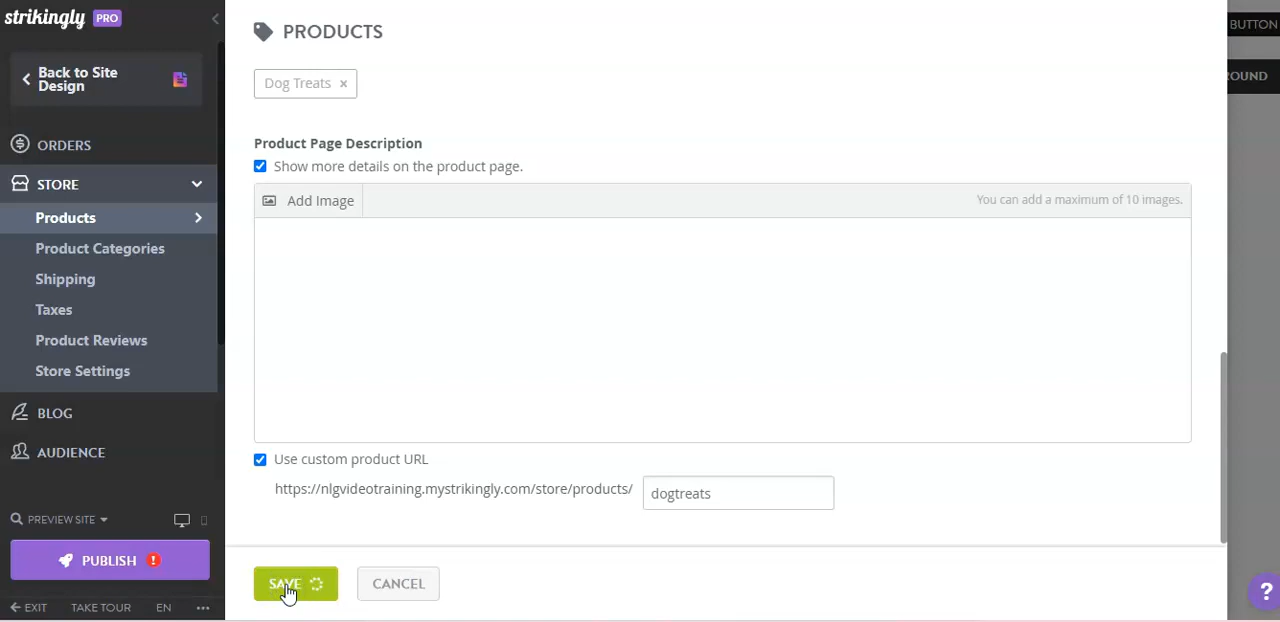 strikingly PRO
Back to Site
Design
ORDERS
STORE
Products
Product Categories
Shipping
Taxes
Product Reviews
Store Settings
BLOG
AUDIENCE
PREVIEW SITE
PUBLISH !
EXIT TAKE TOUR EN ...
PRODUCTS
Dog Treats ×
Product Page Description
Show more details on the product page.
Add Image
You can add a maximum of 10 images.
Use custom product URL
https://nlgvideotraining.mystrikingly.com/store/products/ dogtreats
SAVE CANCEL
BUTTON
ROUND
?